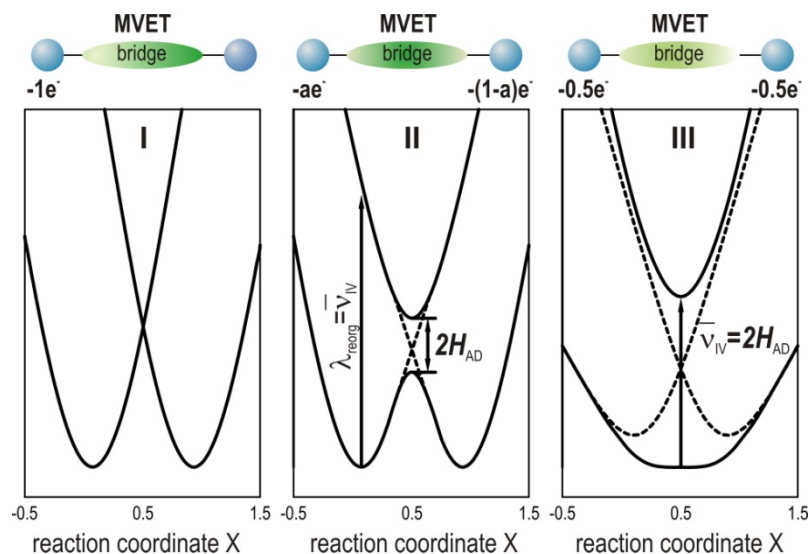 MVET
bridge
-1e⁻
I
-0.5
0.5
1.5
reaction coordinate X
MVET
bridge
-ae⁻
-(1-a)e⁻
II
λreorg=ν̅IV
2HAD
-0.5
0.5
1.5
reaction coordinate X
MVET
bridge
-0.5e⁻
-0.5e⁻
III
ν̅IV=2HAD
-0.5
0.5
1.5
reaction coordinate X